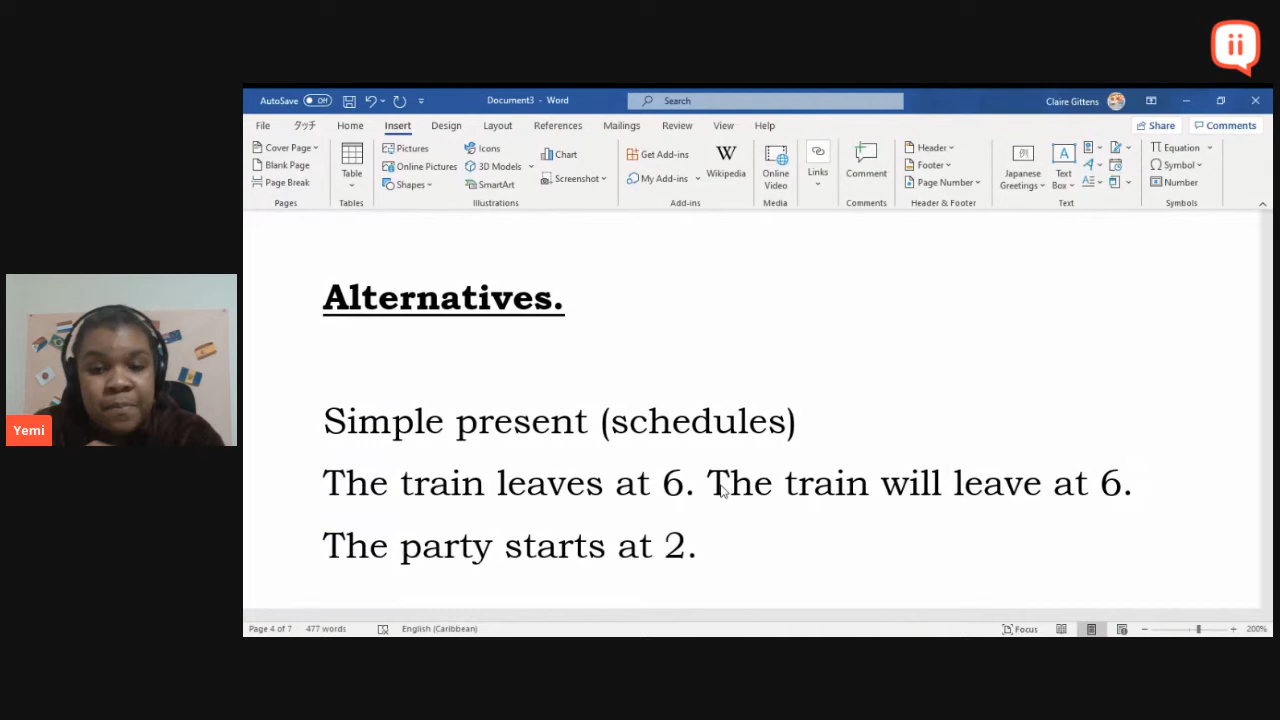 ii
AutoSave Off Document3 - Word Search Claire Gittens
File タッチ Home Insert Design Layout References Mailings Review View Help Share Comments
Cover Page
Blank Page
Page Break
Pages
Table
Tables
Pictures
Online Pictures
Shapes
Icons
3D Models
SmartArt
Chart
Screenshot
Illustrations
Get Add-ins
My Add-ins
Wikipedia
Add-ins
Online Video
Media
Links
Comment
Comments
Header
Footer
Page Number
Header & Footer
Japanese Greetings
Text Box
Text
Equation
Symbol
Number
Symbols
Alternatives.
Simple present (schedules)
The train leaves at 6. The train will leave at 6.
The party starts at 2.
Yemi
Page 4 of 7 477 words English (Caribbean) Focus 200%